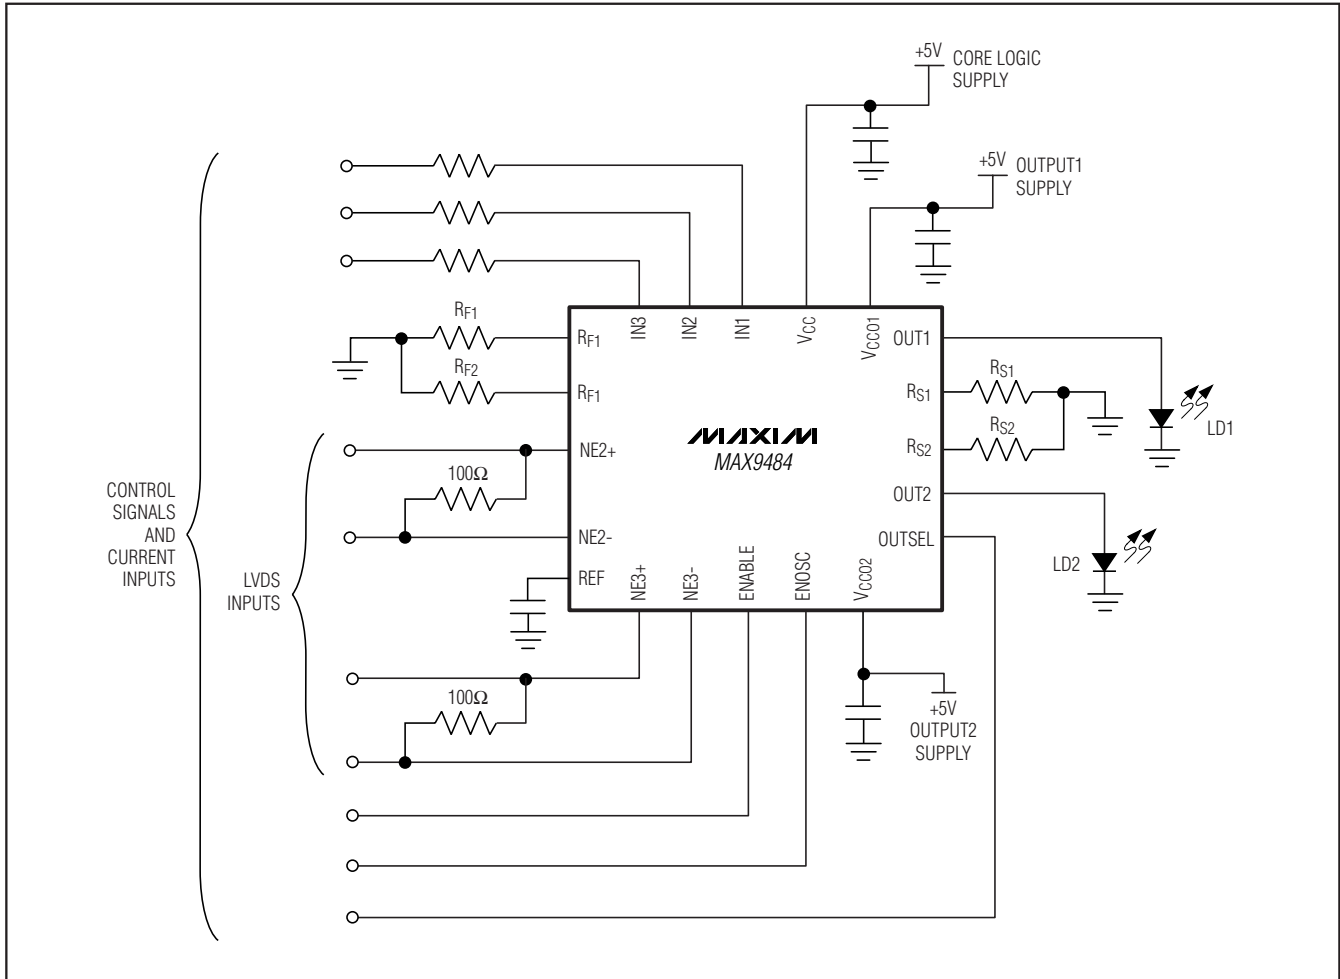 +5V
CORE LOGIC
SUPPLY
+5V
OUTPUT1
SUPPLY
IN3
IN2
IN1
VCC
VCCO1
RF1
RF1
RF2
RF1
NE2+
100Ω
NE2-
REF
CONTROL
SIGNALS
AND
CURRENT
INPUTS
LVDS
INPUTS
MAXIM
MAX9484
OUT1
RS1
RS1
RS2
RS2
OUT2
OUTSEL
LD1
LD2
NE3+
NE3-
ENABLE
ENOSC
VCCO2
100Ω
+5V
OUTPUT2
SUPPLY